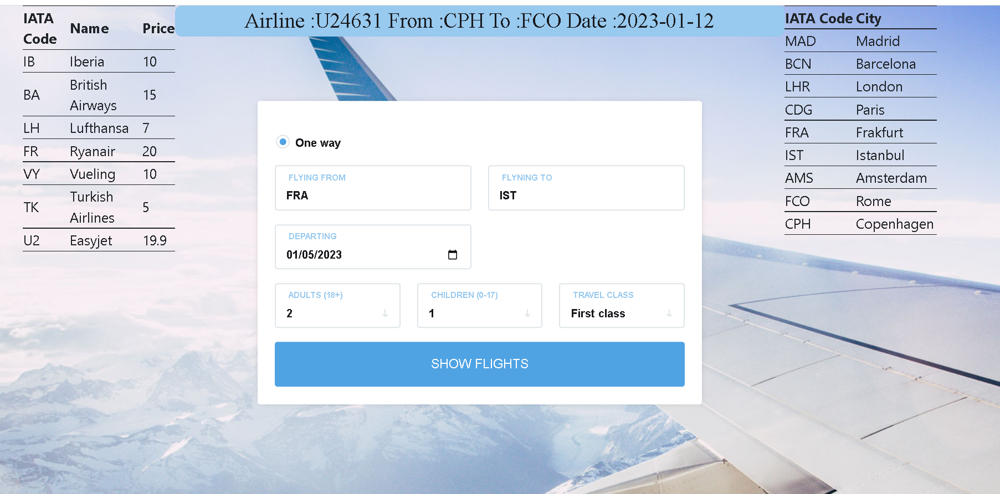 Airline :U24631 From :CPH To :FCO Date :2023-01-12
IATA Code Name Price
IB Iberia 10
BA British Airways 15
LH Lufthansa 7
FR Ryanair 20
VY Vueling 10
TK Turkish Airlines 5
U2 Easyjet 19.9
One way
FLYING FROM
FRA
FLYNING TO
IST
DEPARTING
01/05/2023
ADULTS (18+)
2
CHILDREN (0-17)
1
TRAVEL CLASS
First class
SHOW FLIGHTS
IATA Code City
MAD Madrid
BCN Barcelona
LHR London
CDG Paris
FRA Frakfurt
IST Istanbul
AMS Amsterdam
FCO Rome
CPH Copenhagen